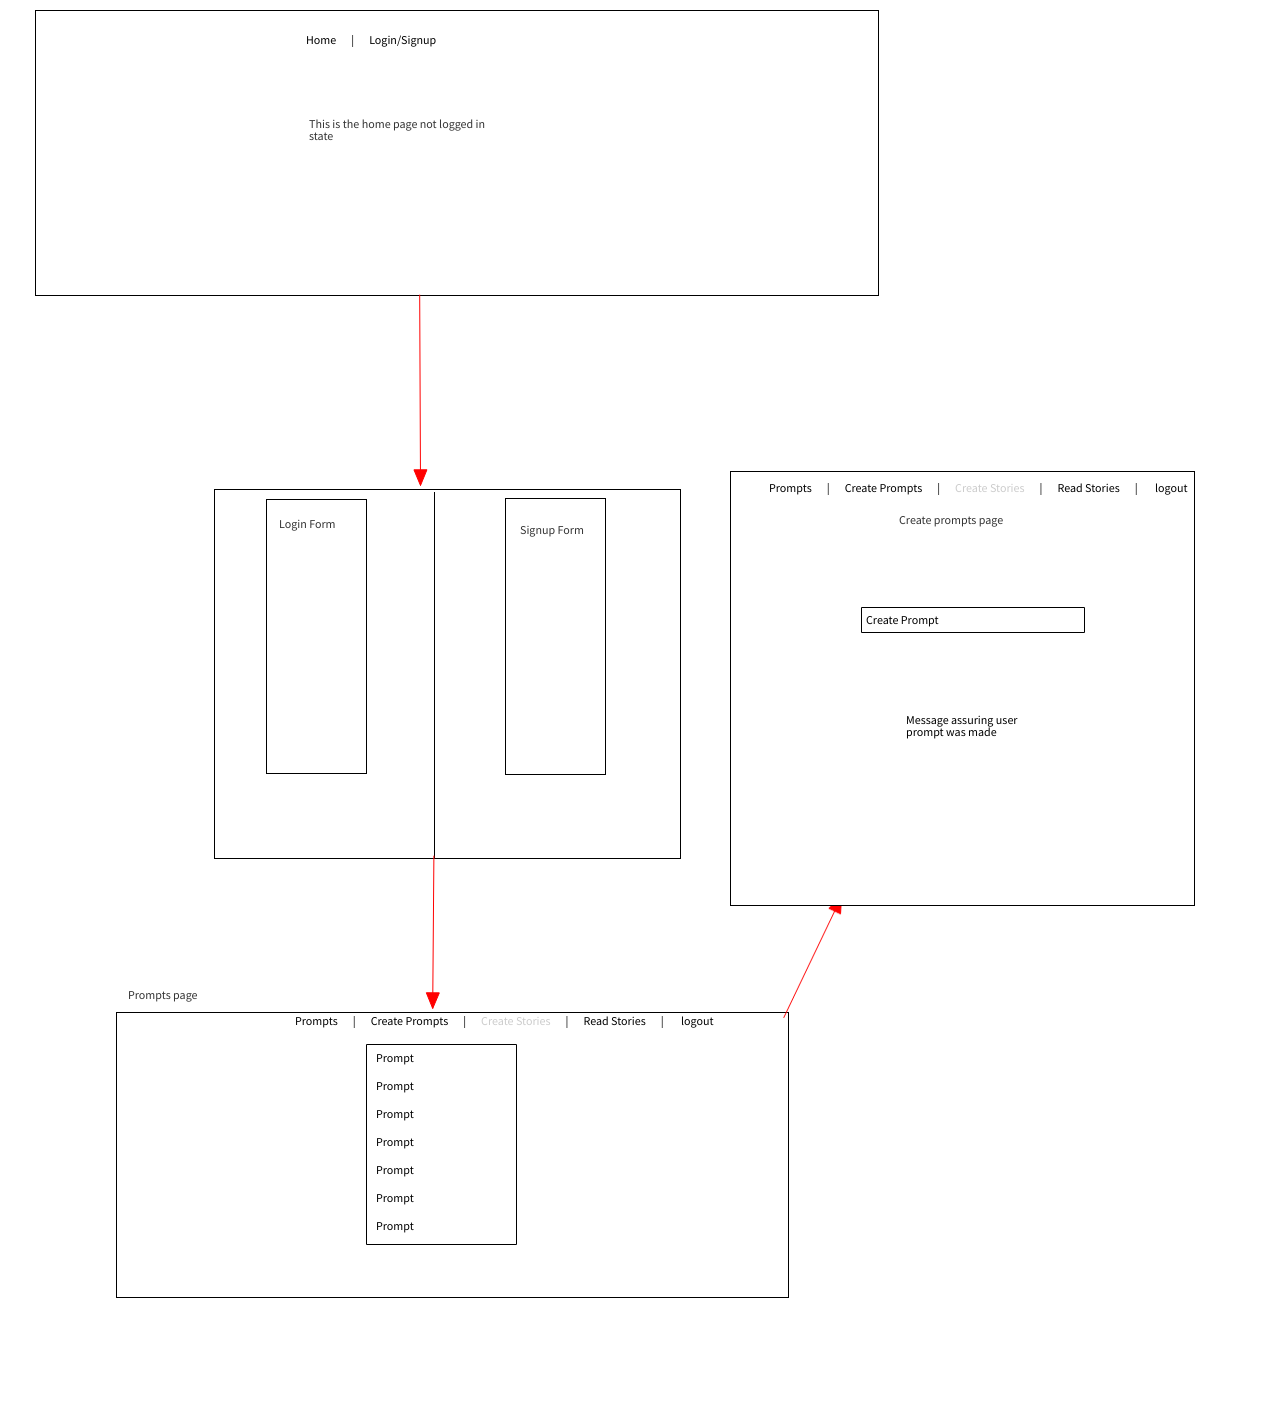 Home | Login/Signup
This is the home page not logged in
state
Login Form
Signup Form
Prompts | Create Prompts | Create Stories | Read Stories | logout
Create prompts page
Create Prompt
Message assuring user
prompt was made
Prompts page
Prompts | Create Prompts | Create Stories | Read Stories | logout
Prompt
Prompt
Prompt
Prompt
Prompt
Prompt
Prompt